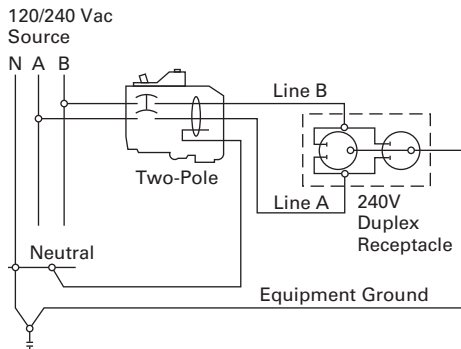 120/240 Vac
Source
N A B
Line B
Two-Pole
Line A
240V
Duplex
Receptacle
Neutral
Equipment Ground